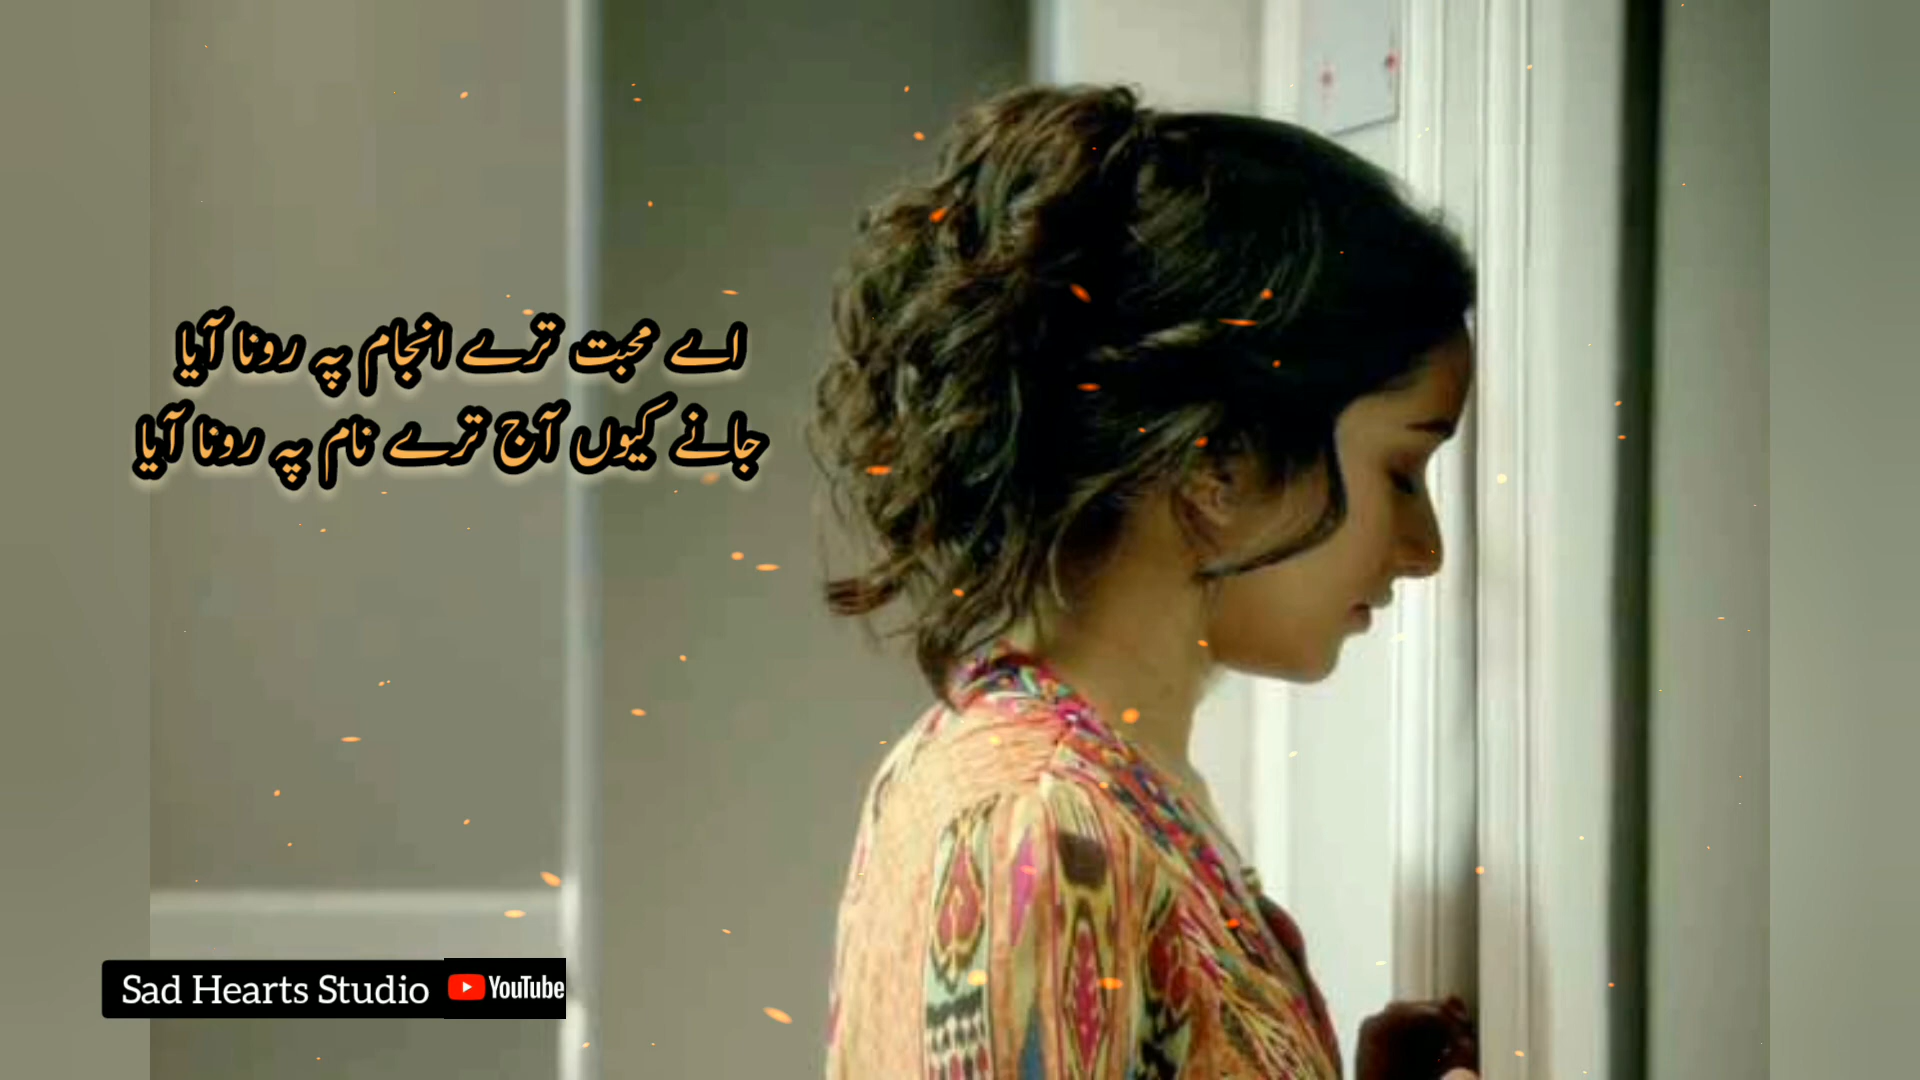 اے محبت ترے انجام پہ رونا آیا
جانے کیوں آج ترے نام پہ رونا آیا
Sad Hearts Studio YouTube